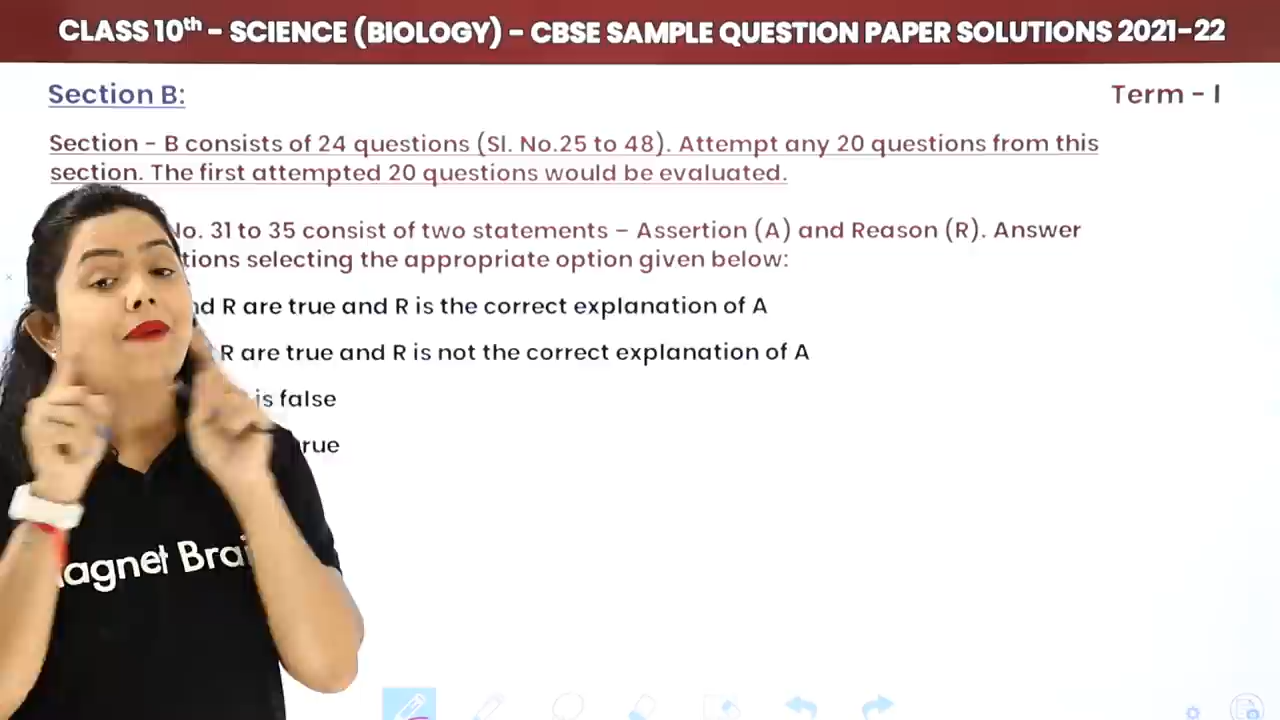 CLASS 10th - SCIENCE (BIOLOGY) - CBSE SAMPLE QUESTION PAPER SOLUTIONS 2021-22
Section B:
Term - I
Section - B consists of 24 questions (Sl. No.25 to 48). Attempt any 20 questions from this
section. The first attempted 20 questions would be evaluated.
No. 31 to 35 consist of two statements – Assertion (A) and Reason (R). Answer
selecting the appropriate option given below:
R are true and R is the correct explanation of A
R are true and R is not the correct explanation of A
is false
agnet Brai